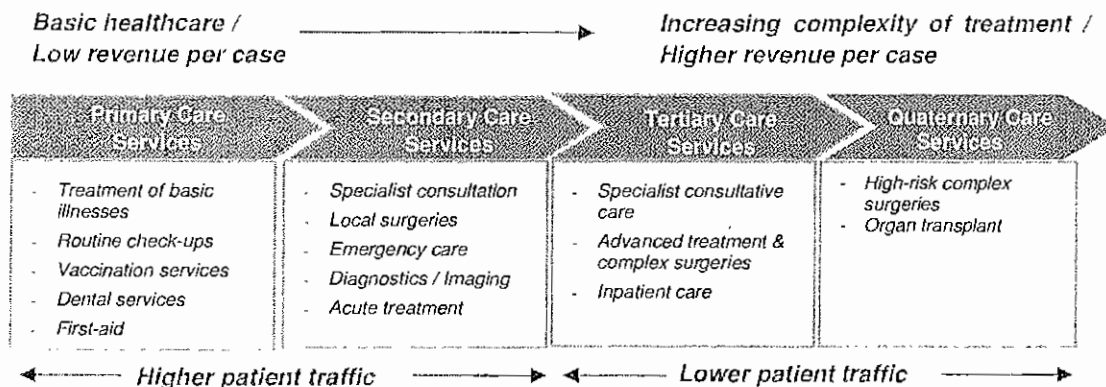 Basic healthcare /
Low revenue per case
Increasing complexity of treatment /
Higher revenue per case
Primary Care
Services
Secondary Care
Services
Tertiary Care
Services
Quaternary Care
Services
- Treatment of basic
illnesses
- Routine check-ups
- Vaccination services
- Dental services
- First-aid
- Specialist consultation
- Local surgeries
- Emergency care
- Diagnostics / Imaging
- Acute treatment
- Specialist consultative
care
- Advanced treatment &
complex surgeries
- Inpatient care
- High-risk complex
surgeries
- Organ transplant
Higher patient traffic
Lower patient traffic